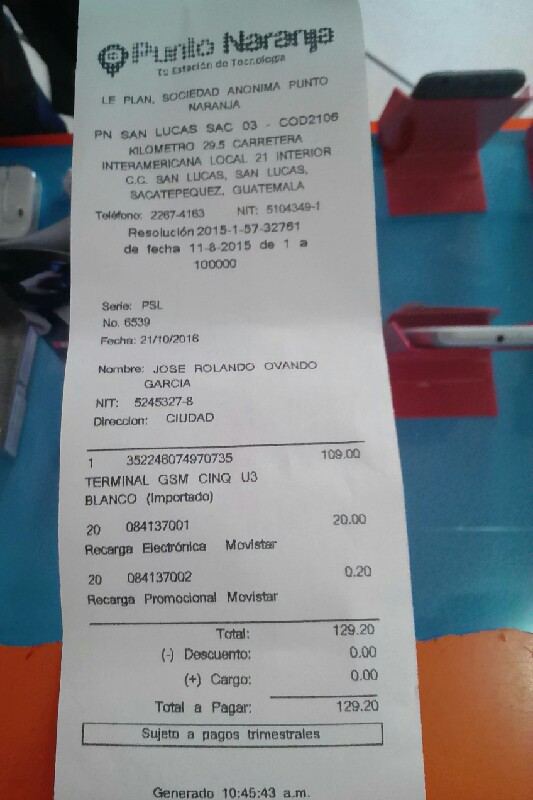 Punto Naranja
Tu Estación de Tecnología
LE PLAN, SOCIEDAD ANONIMA PUNTO
NARANJA
PN SAN LUCAS SAC 03 - COD2106
KILOMETRO 29.5 CARRETERA
INTERAMERICANA LOCAL 21 INTERIOR
C.C. SAN LUCAS, SAN LUCAS,
SACATEPEQUEZ, GUATEMALA
Teléfono: 2267-4163 NIT: 5104349-1
Resolución 2015-1-57-32761
de fecha 11-8-2015 de 1 a
100000
Serie: PSL
No. 6539
Fecha: 21/10/2016
Nombre: JOSE ROLANDO OVANDO
GARCIA
NIT: 5245327-8
Direccion: CIUDAD
1 352246074970735 109.00
TERMINAL GSM CINQ U3
BLANCO (Importado)
20 084137001 20.00
Recarga Electrónica Movistar
20 084137002 0.20
Recarga Promocional Movistar
Total: 129.20
(-) Descuento: 0.00
(+) Cargo: 0.00
Total a Pagar: 129.20
Sujeto a pagos trimestrales
Generado 10:45:43 a.m.